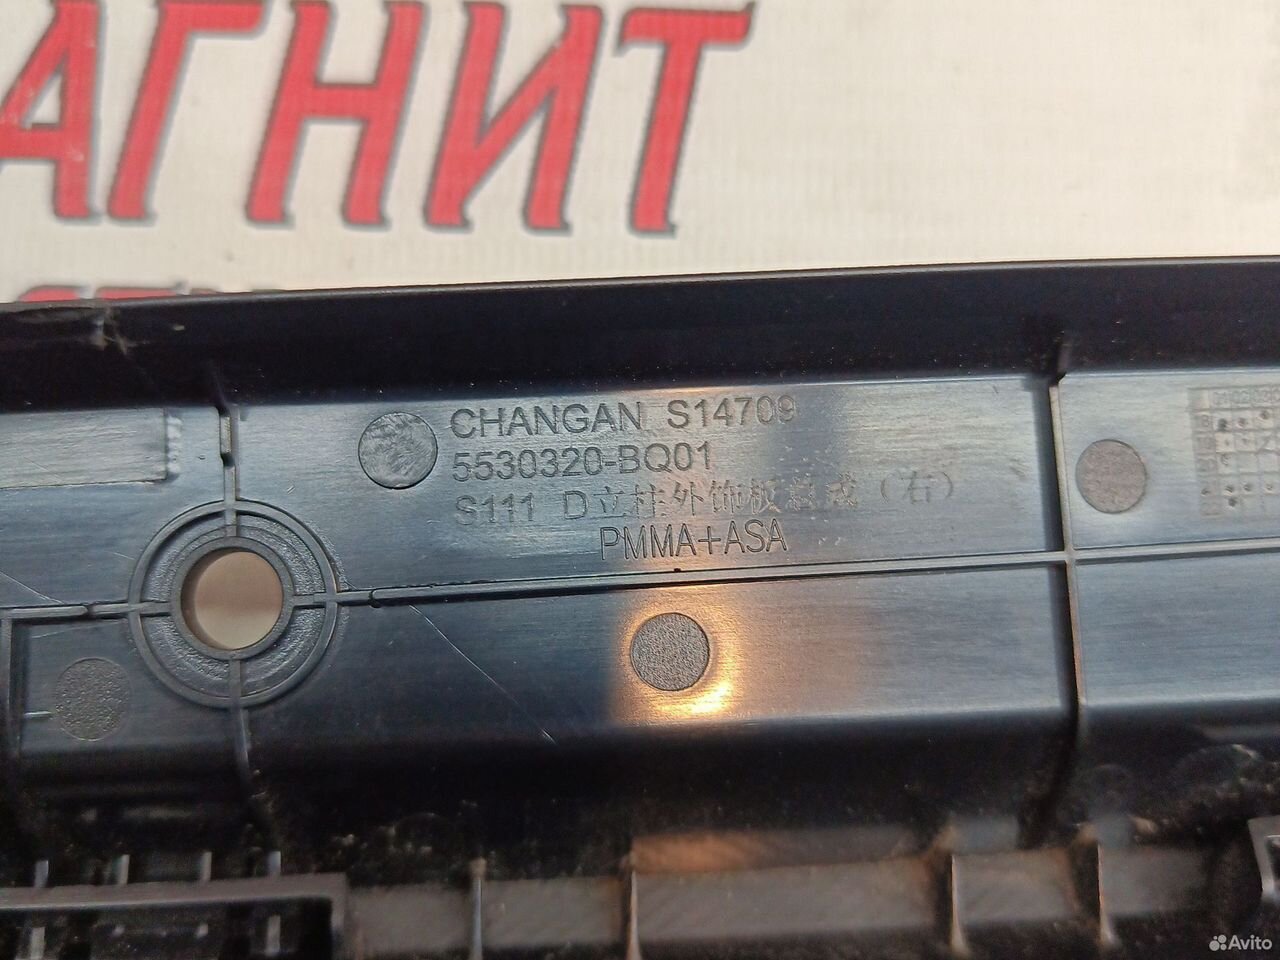 АГНИТ
CHANGAN S14709
5530320-BQ01
S111 D立柱外饰板总成（右）
PMMA+ASA
Avito